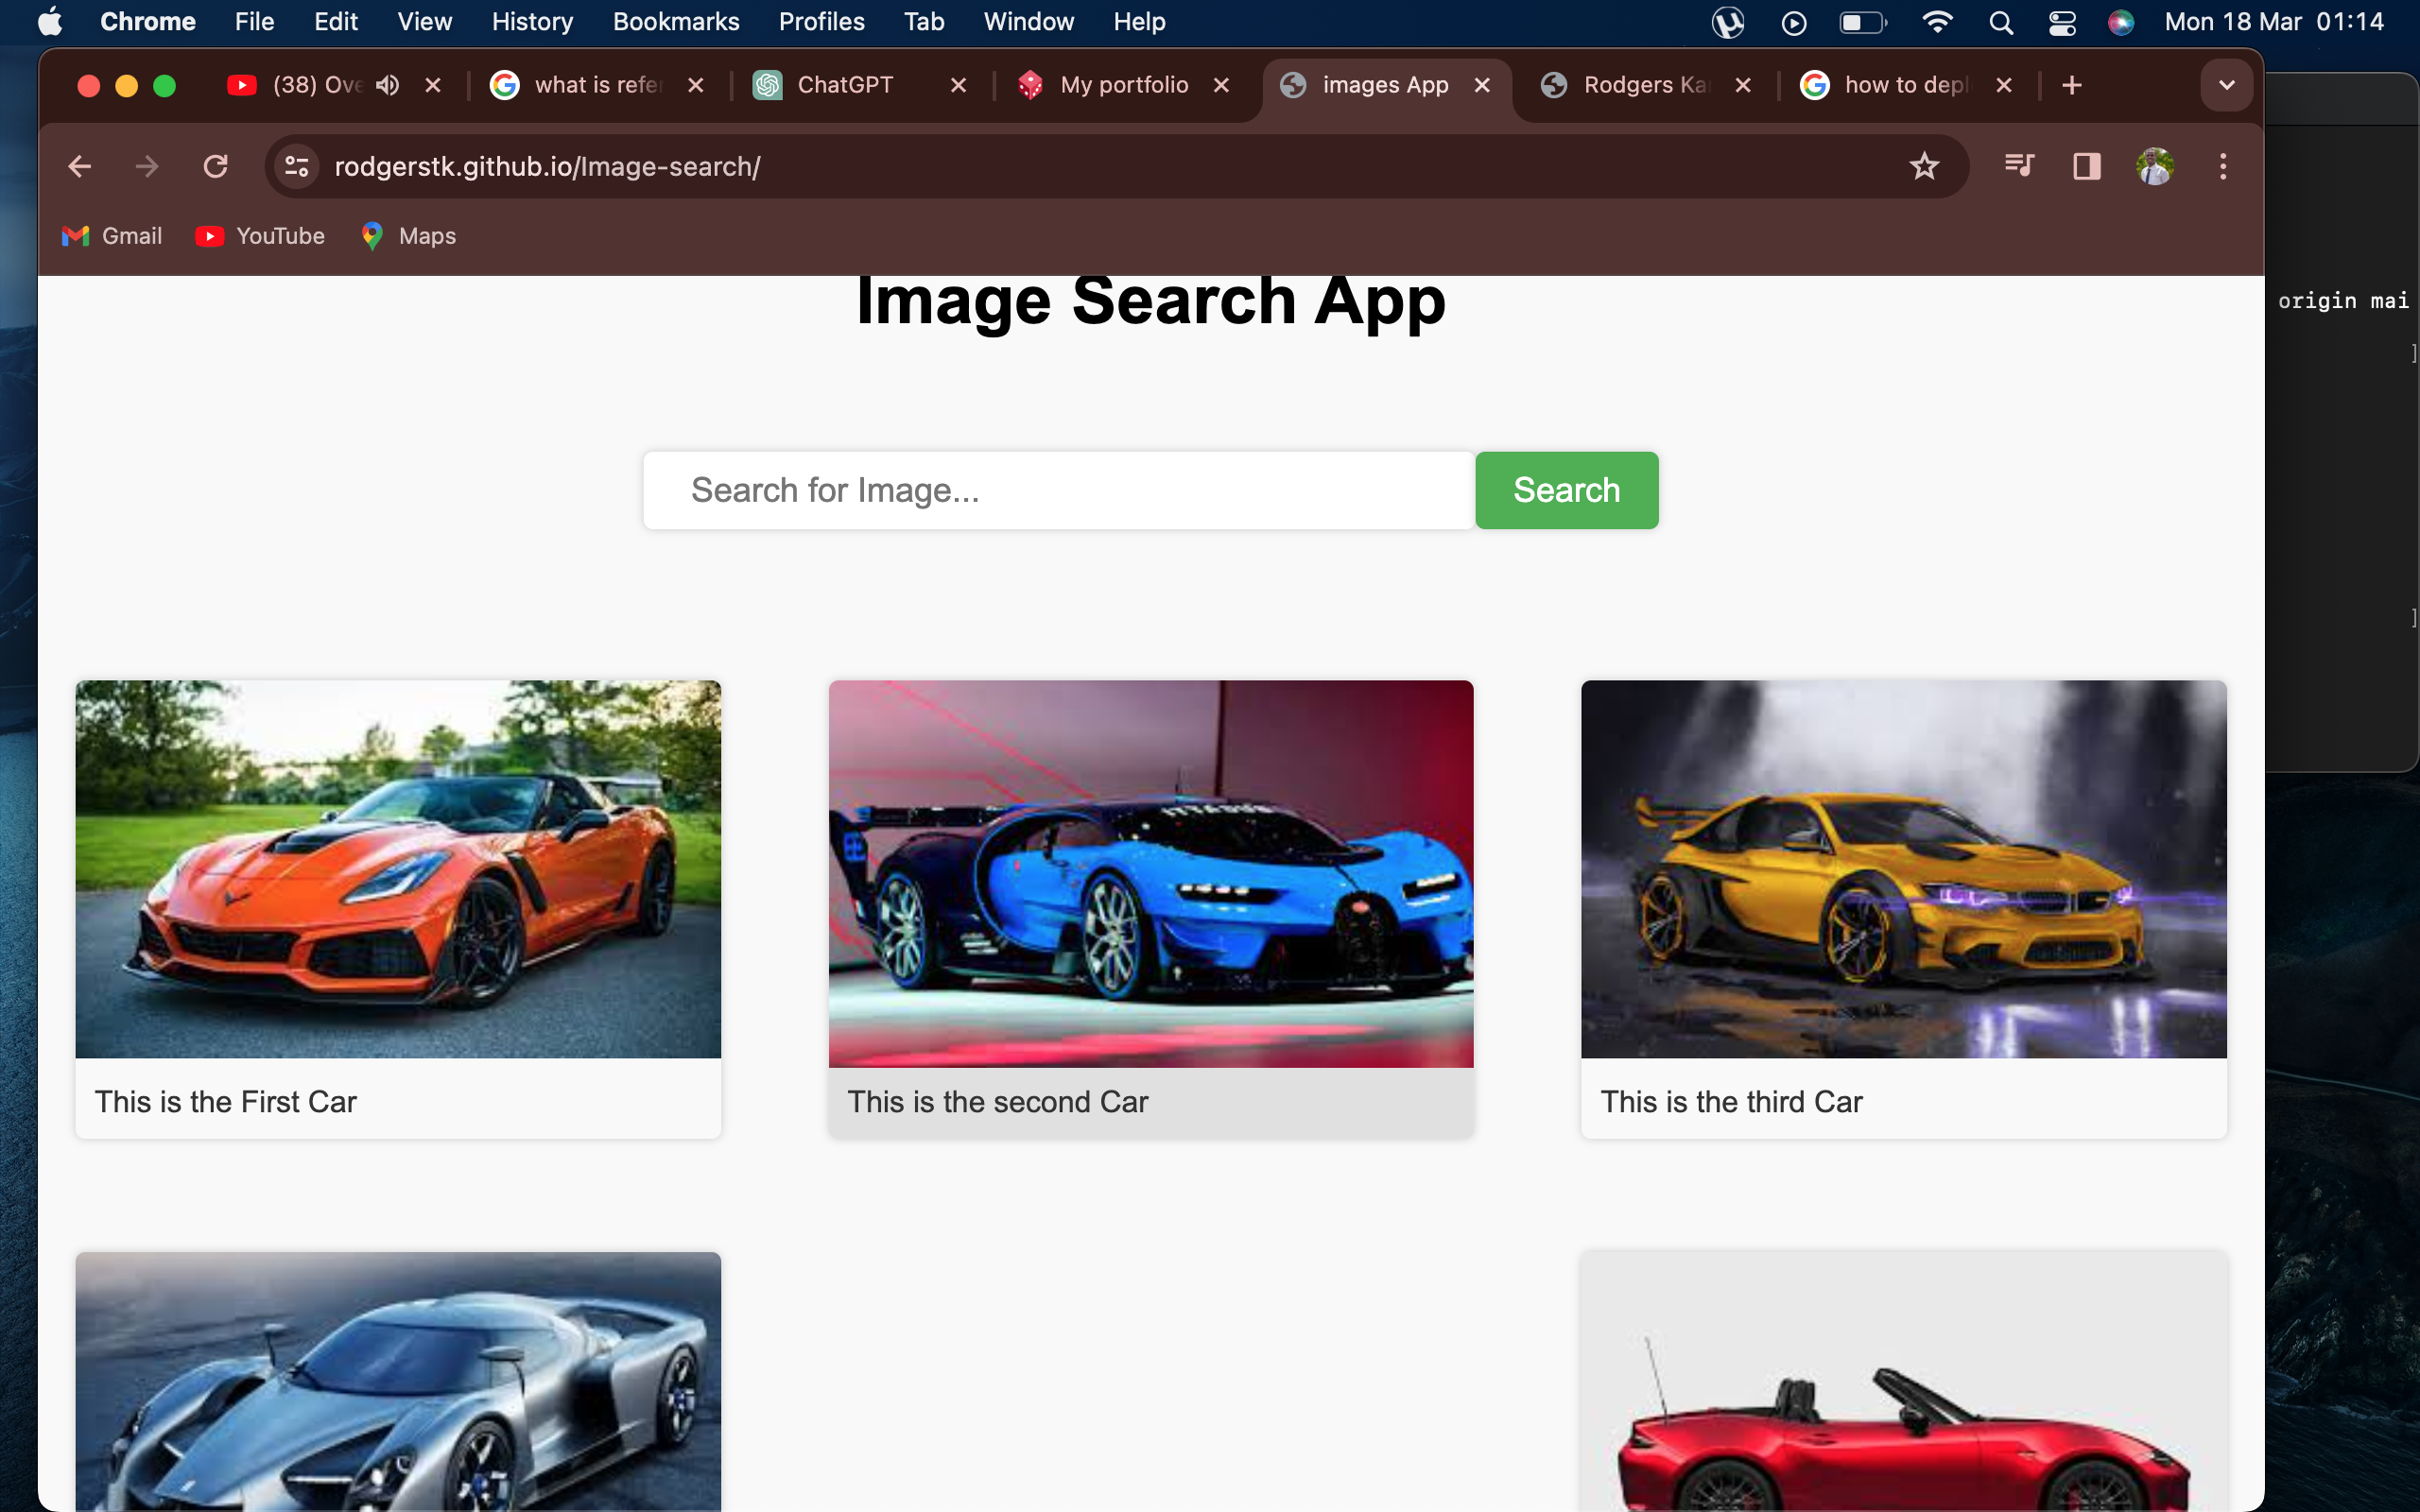 Chrome File Edit View History Bookmarks Profiles Tab Window Help Mon 18 Mar 01:14
(38) Ove what is refer ChatGPT My portfolio images App Rodgers Ka how to depl
rodgerstk.github.io/Image-search/
Gmail YouTube Maps
origin mai
]
]
Image Search App
Search for Image... Search
This is the First Car This is the second Car This is the third Car